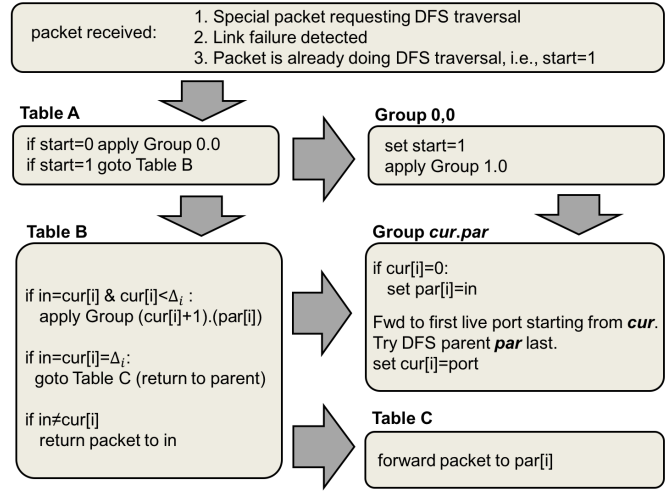 packet received:
1. Special packet requesting DFS traversal
2. Link failure detected
3. Packet is already doing DFS traversal, i.e., start=1
Table A
if start=0 apply Group 0.0
if start=1 goto Table B
Group 0,0
set start=1
apply Group 1.0
Table B
if in=cur[i] & cur[i]<Δᵢ :
apply Group (cur[i]+1).(par[i])
if in=cur[i]=Δᵢ:
goto Table C (return to parent)
if in≠cur[i]
return packet to in
Group cur.par
if cur[i]=0:
set par[i]=in
Fwd to first live port starting from cur.
Try DFS parent par last.
set cur[i]=port
Table C
forward packet to par[i]